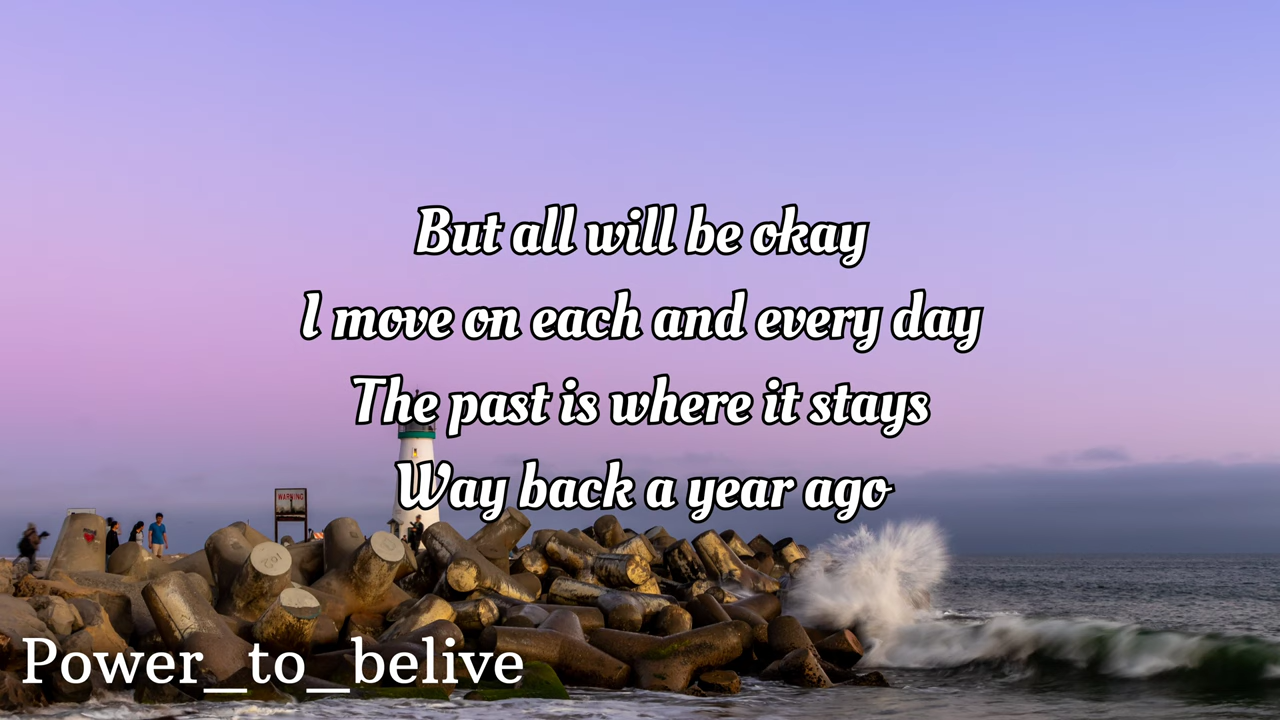 But all will be okay
I move on each and every day
The past is where it stays
Way back a year ago
WARNING
Power_to_belive